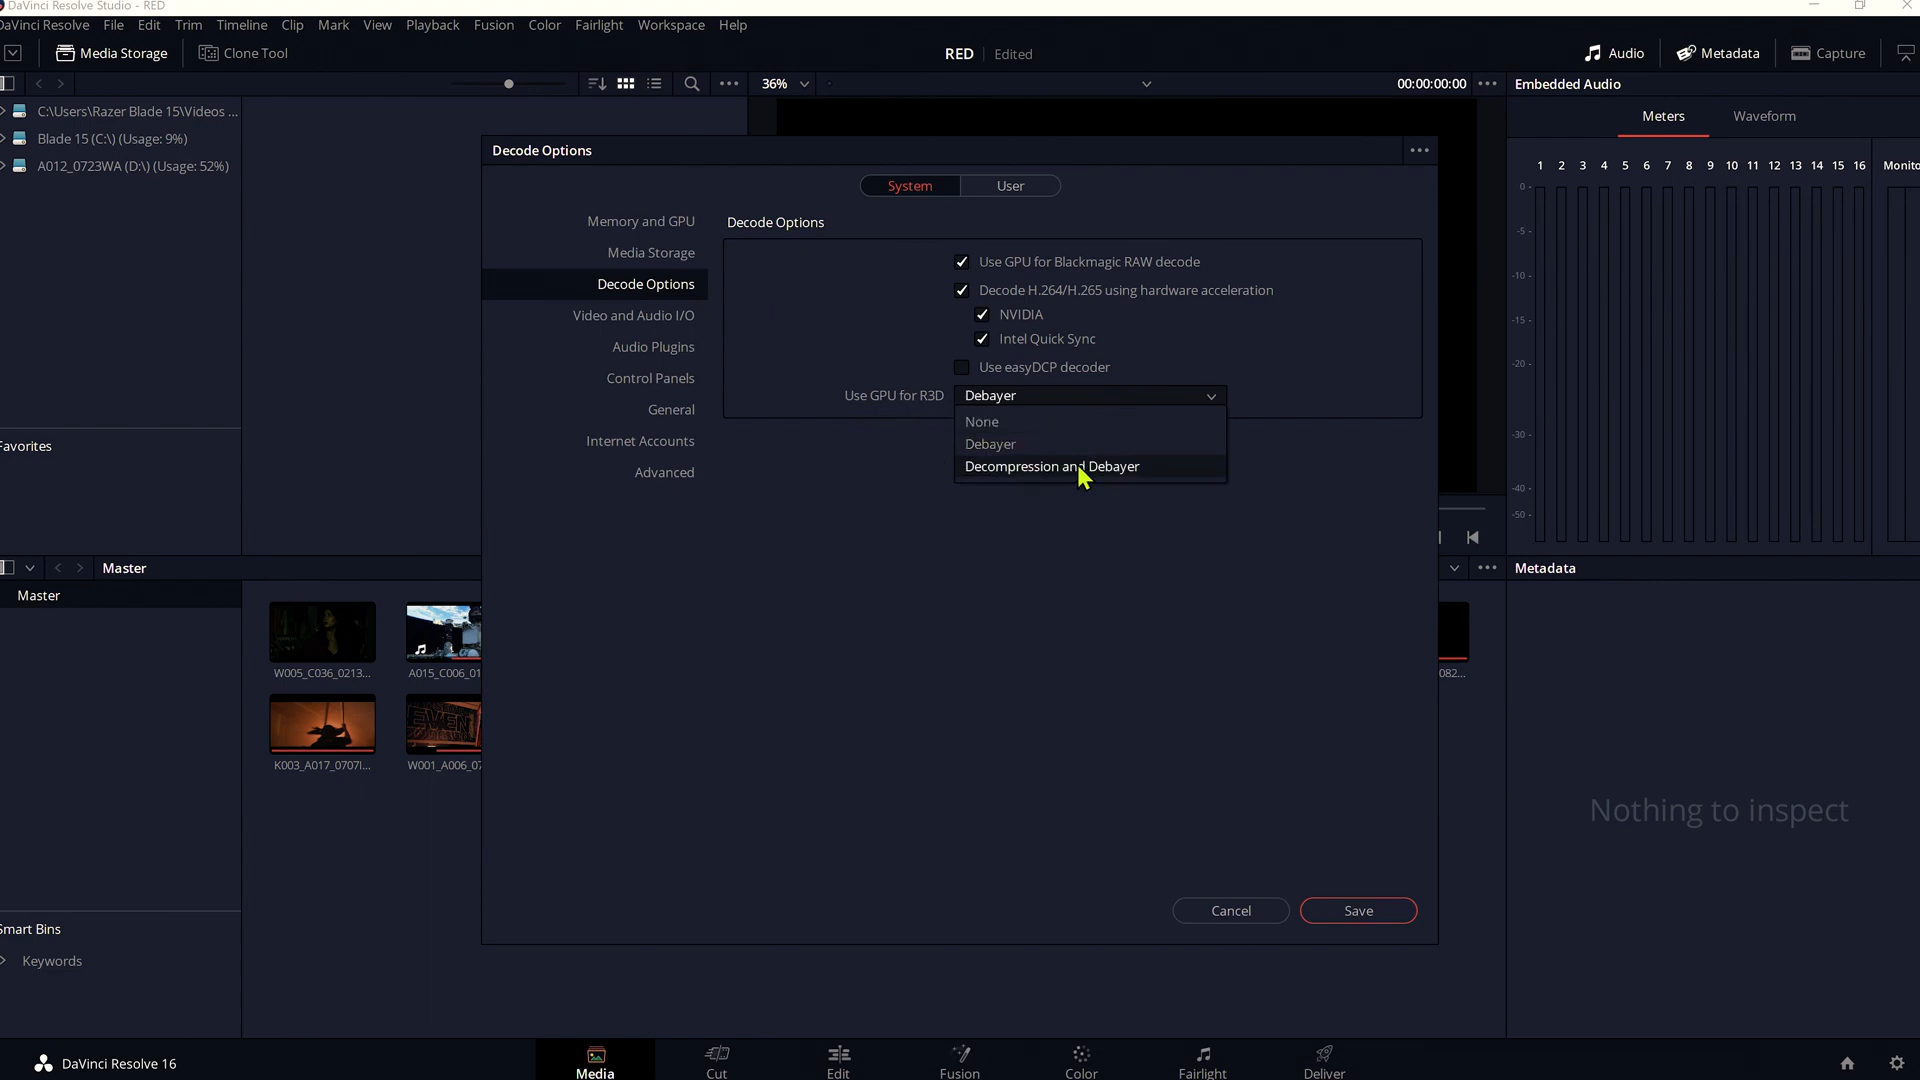 DaVinci Resolve Studio - RED
DaVinci Resolve File Edit Trim Timeline Clip Mark View Playback Fusion Color Fairlight Workspace Help
Media Storage Clone Tool RED Edited Audio Metadata Capture
36% 00:00:00:00 Embedded Audio
C:\Users\Razer Blade 15\Videos ...
Blade 15 (C:\) (Usage: 9%)
A012_0723WA (D:\) (Usage: 52%)
Meters Waveform
1 2 3 4 5 6 7 8 9 10 11 12 13 14 15 16 Monito
0 -
-5 -
-10 -
-15 -
-20 -
-30 -
-40 -
-50 -
Decode Options
System User
Memory and GPU
Media Storage
Decode Options
Video and Audio I/O
Audio Plugins
Control Panels
General
Internet Accounts
Advanced
Decode Options
Use GPU for Blackmagic RAW decode
Decode H.264/H.265 using hardware acceleration
NVIDIA
Intel Quick Sync
Use easyDCP decoder
Use GPU for R3D Debayer
None
Debayer
Decompression and Debayer
Cancel Save
Favorites
Master
Master
W005_C036_0213... A015_C006_01 082...
EVEN
K003_A017_0707I... W001_A006_07
Smart Bins
Keywords
Metadata
Nothing to inspect
DaVinci Resolve 16
Media Cut Edit Fusion Color Fairlight Deliver